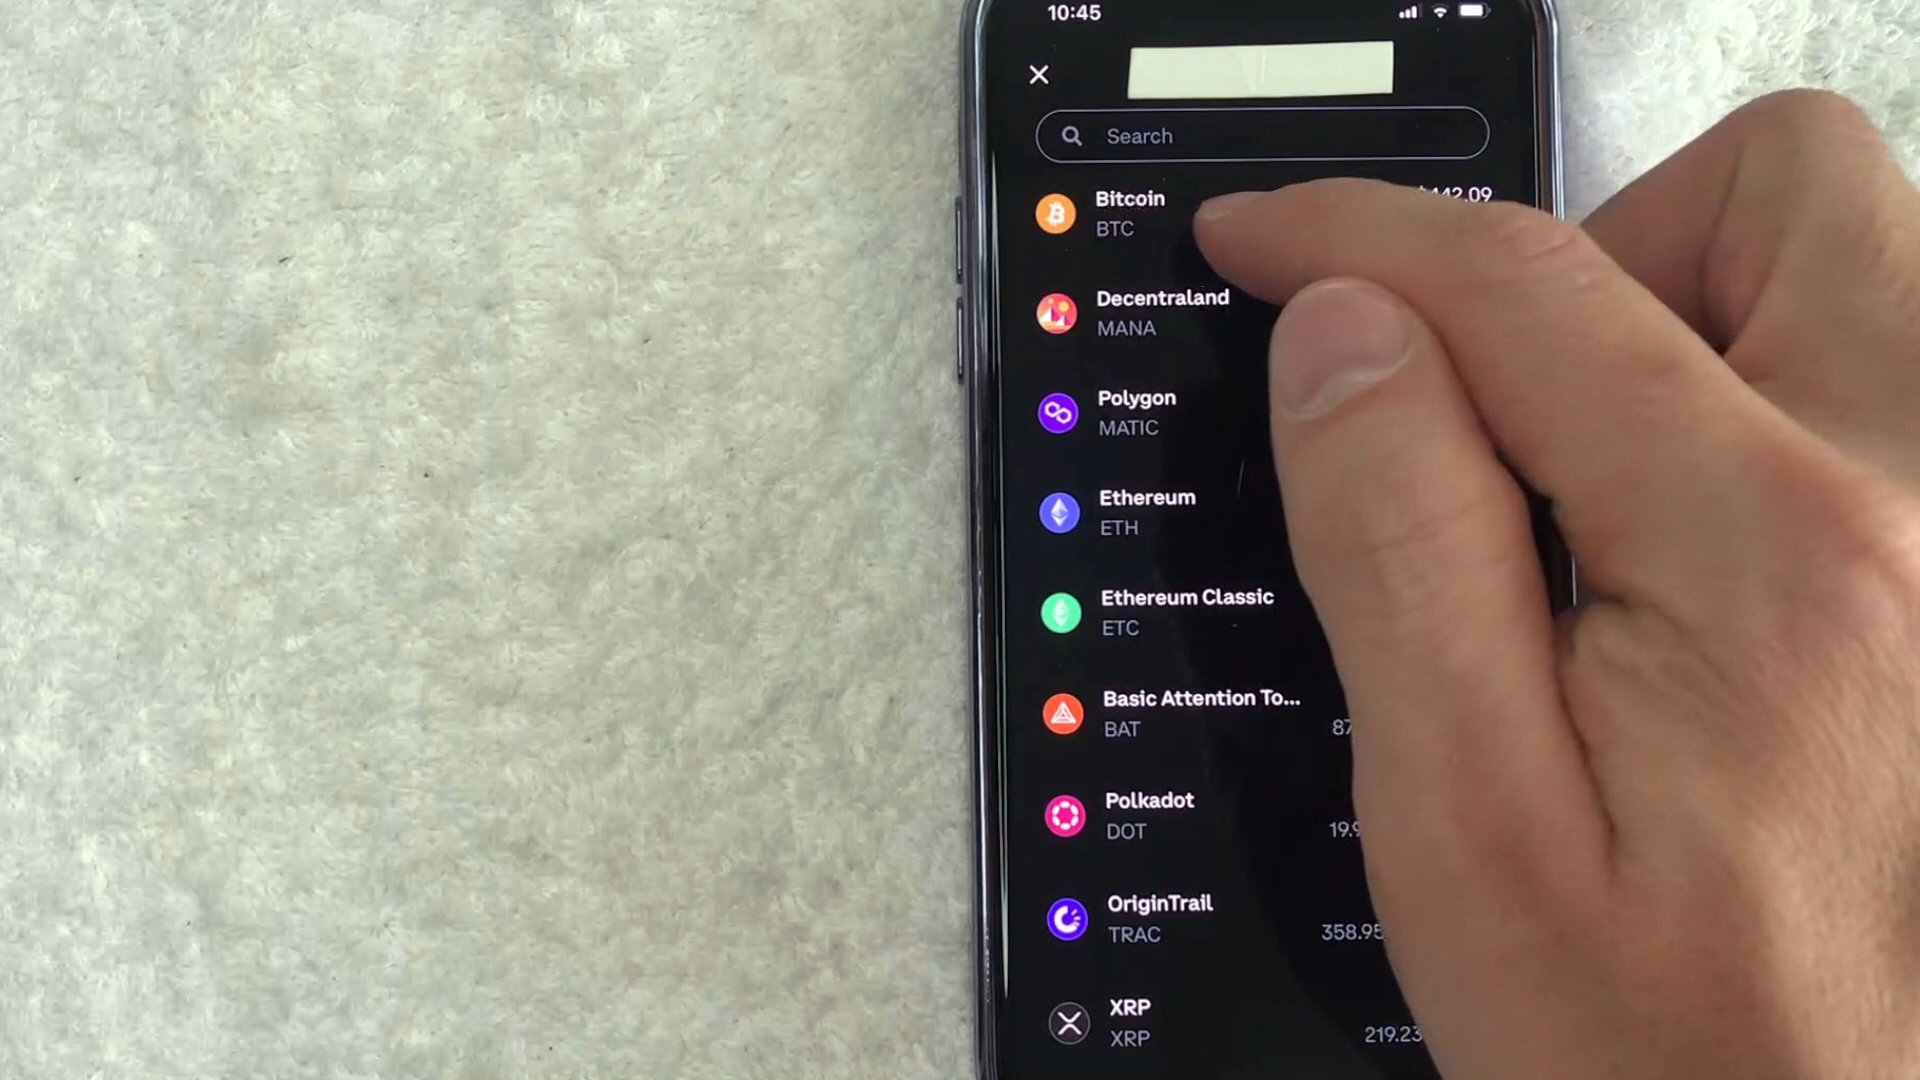 10:45
Search
Bitcoin
BTC
Decentraland
MANA
Polygon
MATIC
Ethereum
ETH
Ethereum Classic
ETC
Basic Attention To...
BAT
Polkadot
DOT
OriginTrail
TRAC
358.95
XRP
XRP
219.23